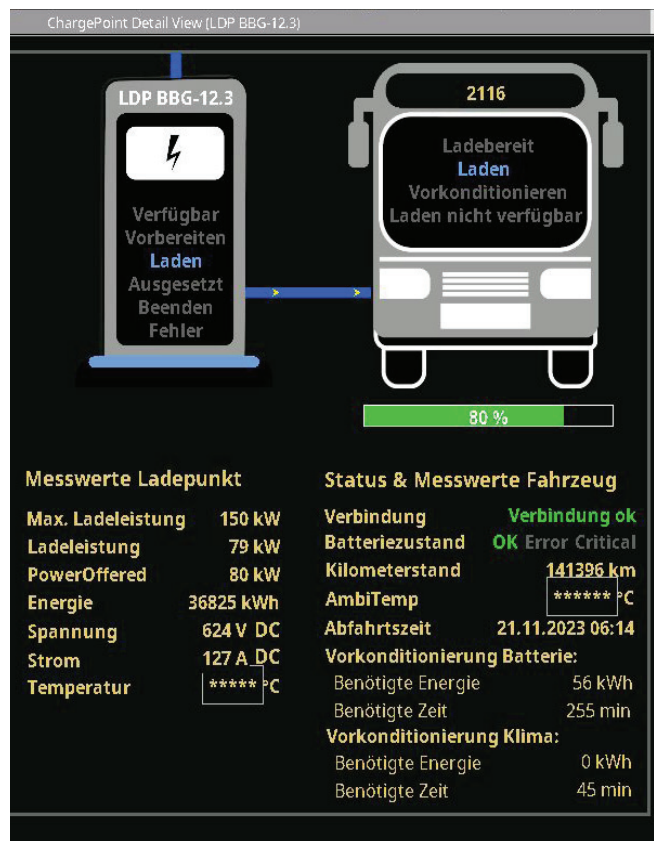 ChargePoint Detail View (LDP BBG-12.3)
LDP BBG-12.3
Verfügbar
Vorbereiten
Laden
Ausgesetzt
Beenden
Fehler
2116
Ladebereit
Laden
Vorkonditionieren
Laden nicht verfügbar
80 %
Messwerte Ladepunkt
Max. Ladeleistung 150 kW
Ladeleistung 79 kW
PowerOffered 80 kW
Energie 36825 kWh
Spannung 624 V DC
Strom 127 A DC
Temperatur ***** °C
Status & Messwerte Fahrzeug
Verbindung Verbindung ok
Batteriezustand OK Error Critical
Kilometerstand 141396 km
AmbiTemp ****** °C
Abfahrtszeit 21.11.2023 06:14
Vorkonditionierung Batterie:
Benötigte Energie 56 kWh
Benötigte Zeit 255 min
Vorkonditionierung Klima:
Benötigte Energie 0 kWh
Benötigte Zeit 45 min